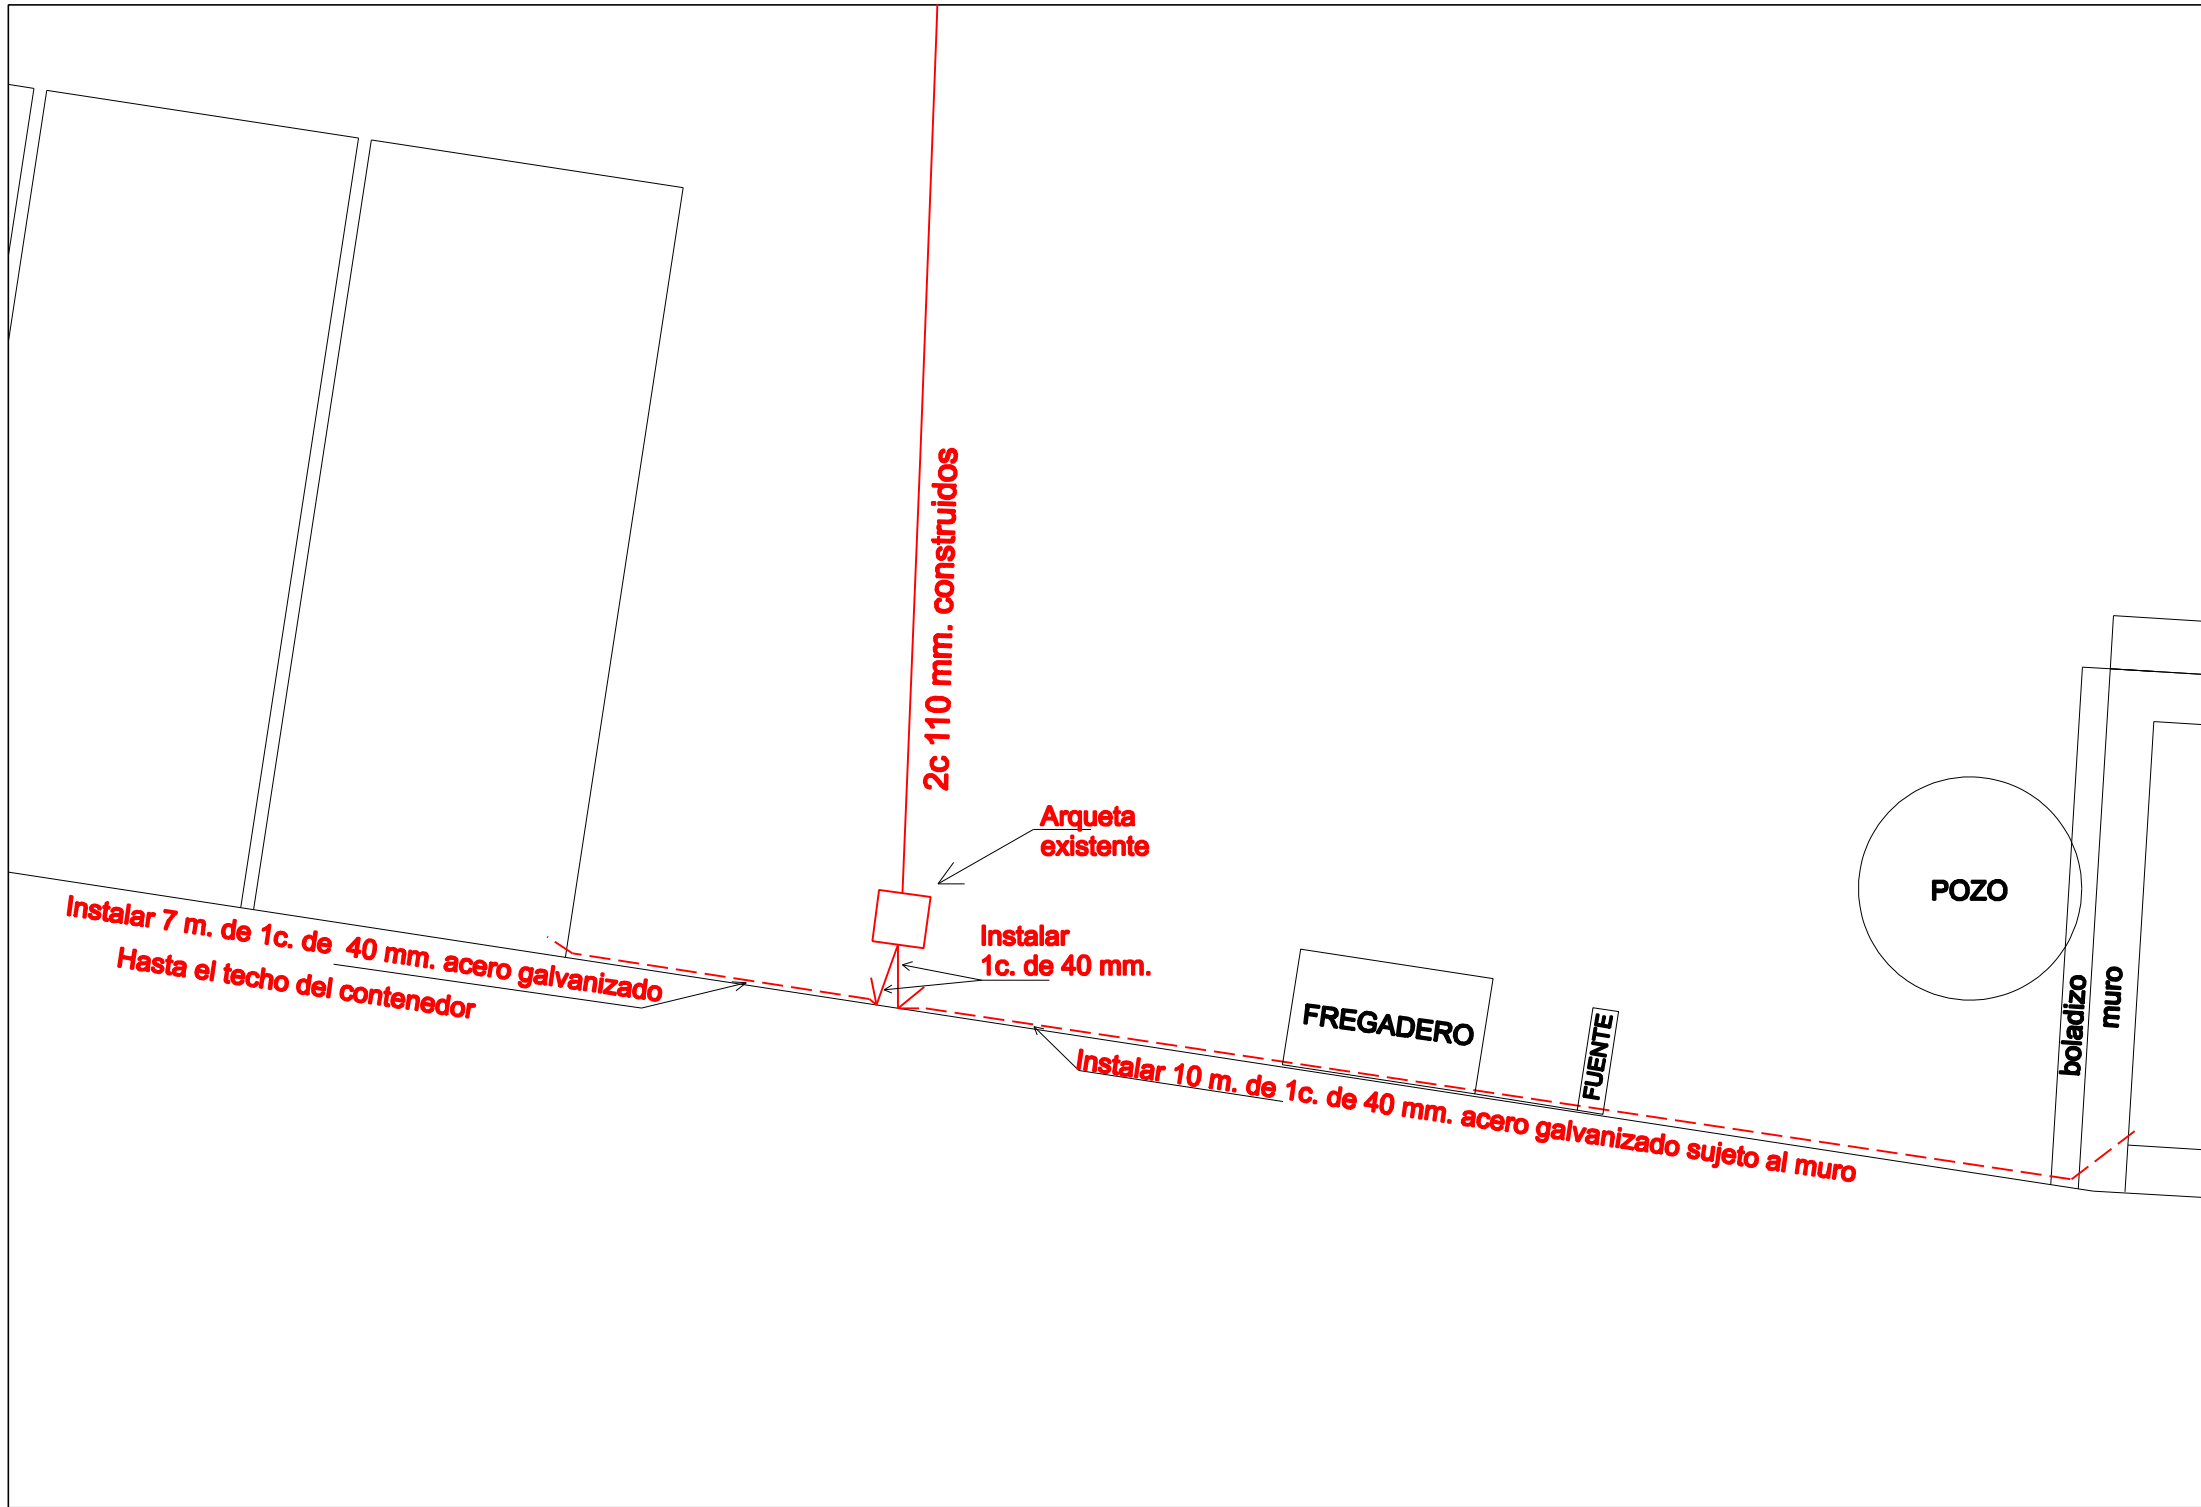 2c 110 mm. construidos
Arqueta
existente
POZO
Instalar 7 m. de 1c. de 40 mm. acero galvanizado
Hasta el techo del contenedor
Instalar
1c. de 40 mm.
FREGADERO
FUENTE
boladizo
muro
Instalar 10 m. de 1c. de 40 mm. acero galvanizado sujeto al muro